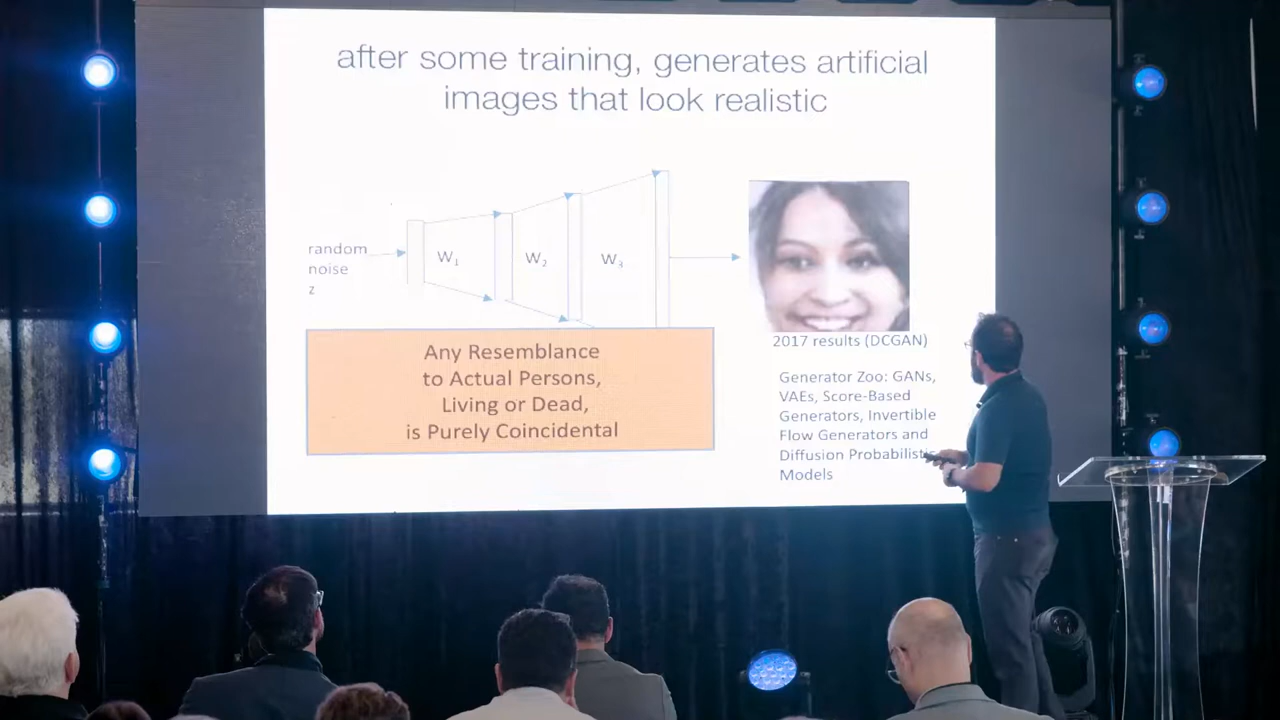 after some training, generates artificial
images that look realistic
random
noise
z
W1
W2
W3
Any Resemblance
to Actual Persons,
Living or Dead,
is Purely Coincidental
2017 results (DCGAN)
Generator Zoo: GANs,
VAEs, Score-Based
Generators, Invertible
Flow Generators and
Diffusion Probabilistic
Models